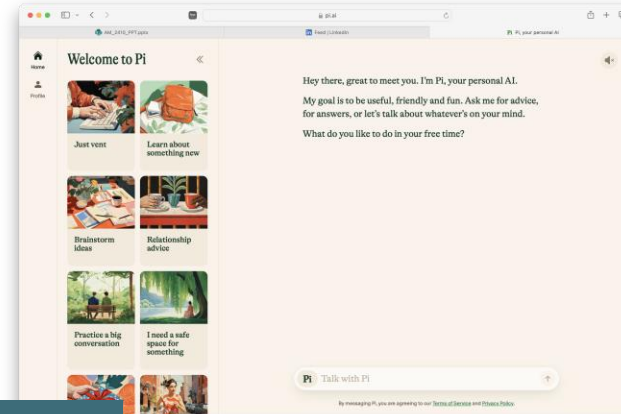 pi.ai
Feed | LinkedIn
Pi, your personal AI
Home
Profile
Welcome to Pi
Just vent
Learn about
something new
Brainstorm
ideas
Relationship
advice
Practice a big
conversation
I need a safe
space for
something
Hey there, great to meet you. I'm Pi, your personal AI.
My goal is to be useful, friendly and fun. Ask me for advice,
for answers, or let's talk about whatever's on your mind.
What do you like to do in your free time?
Pi Talk with Pi
By messaging Pi, you are agreeing to our Terms of Service and Privacy Policy.